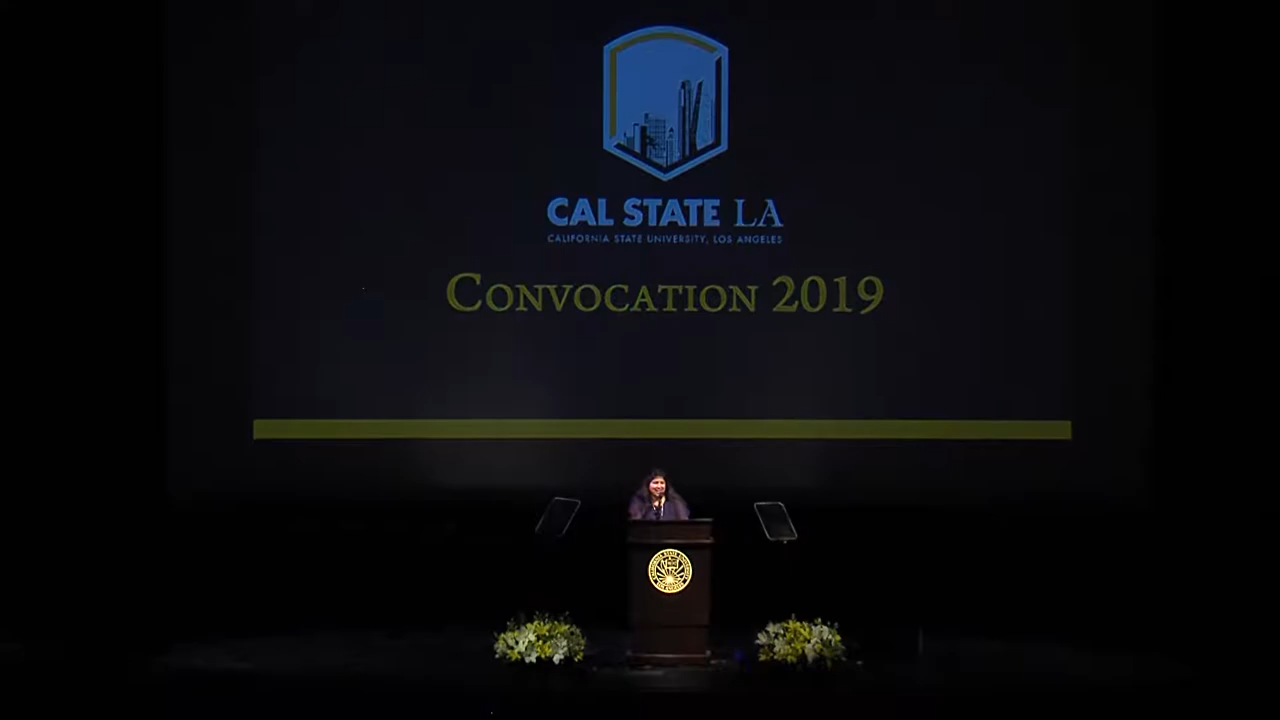 CAL STATE LA
CALIFORNIA STATE UNIVERSITY, LOS ANGELES
CONVOCATION 2019